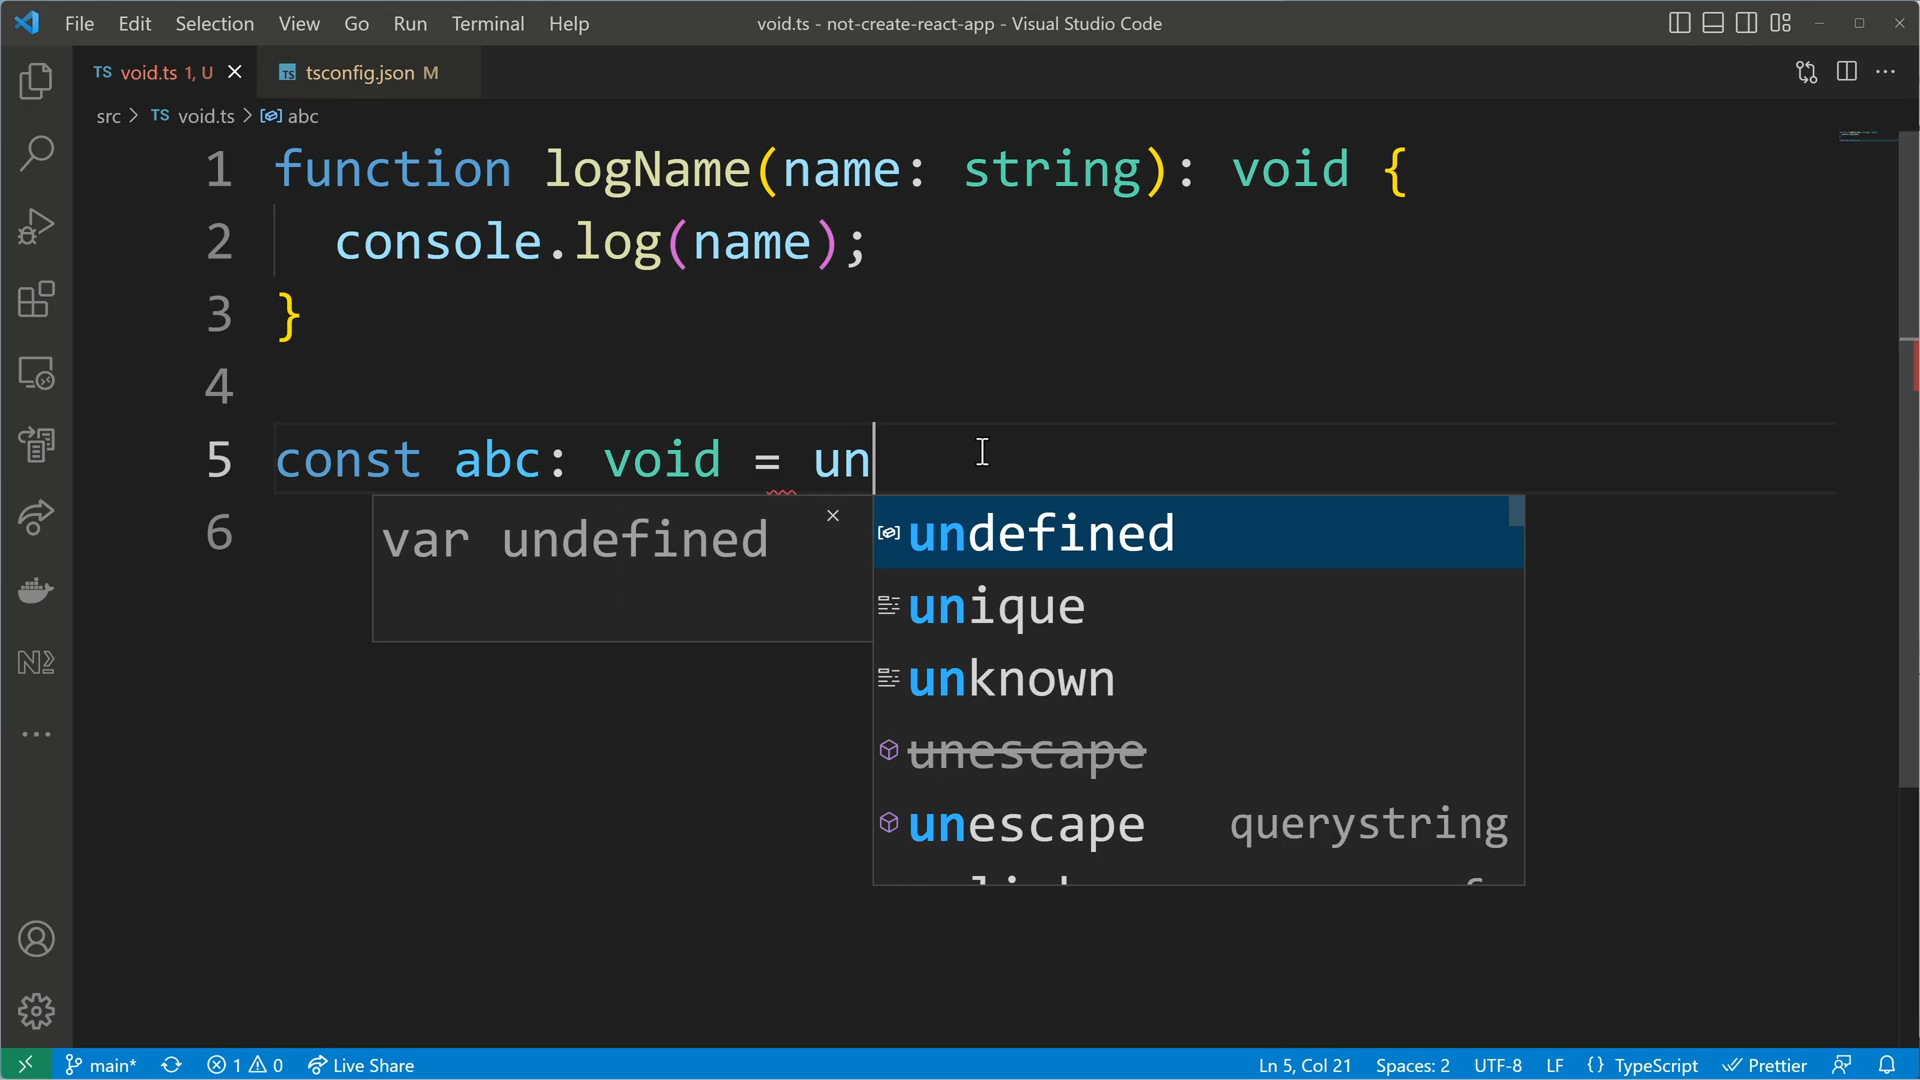 File Edit Selection View Go Run Terminal Help void.ts - not-create-react-app - Visual Studio Code
TS void.ts 1, U TS tsconfig.json M
src > TS void.ts > abc
1 function logName(name: string): void {
2 console.log(name);
3 }
4
5 const abc: void = un
6
var undefined
undefined
unique
unknown
unescape
unescape querystring
main* 1 0 Live Share Ln 5, Col 21 Spaces: 2 UTF-8 LF {} TypeScript Prettier